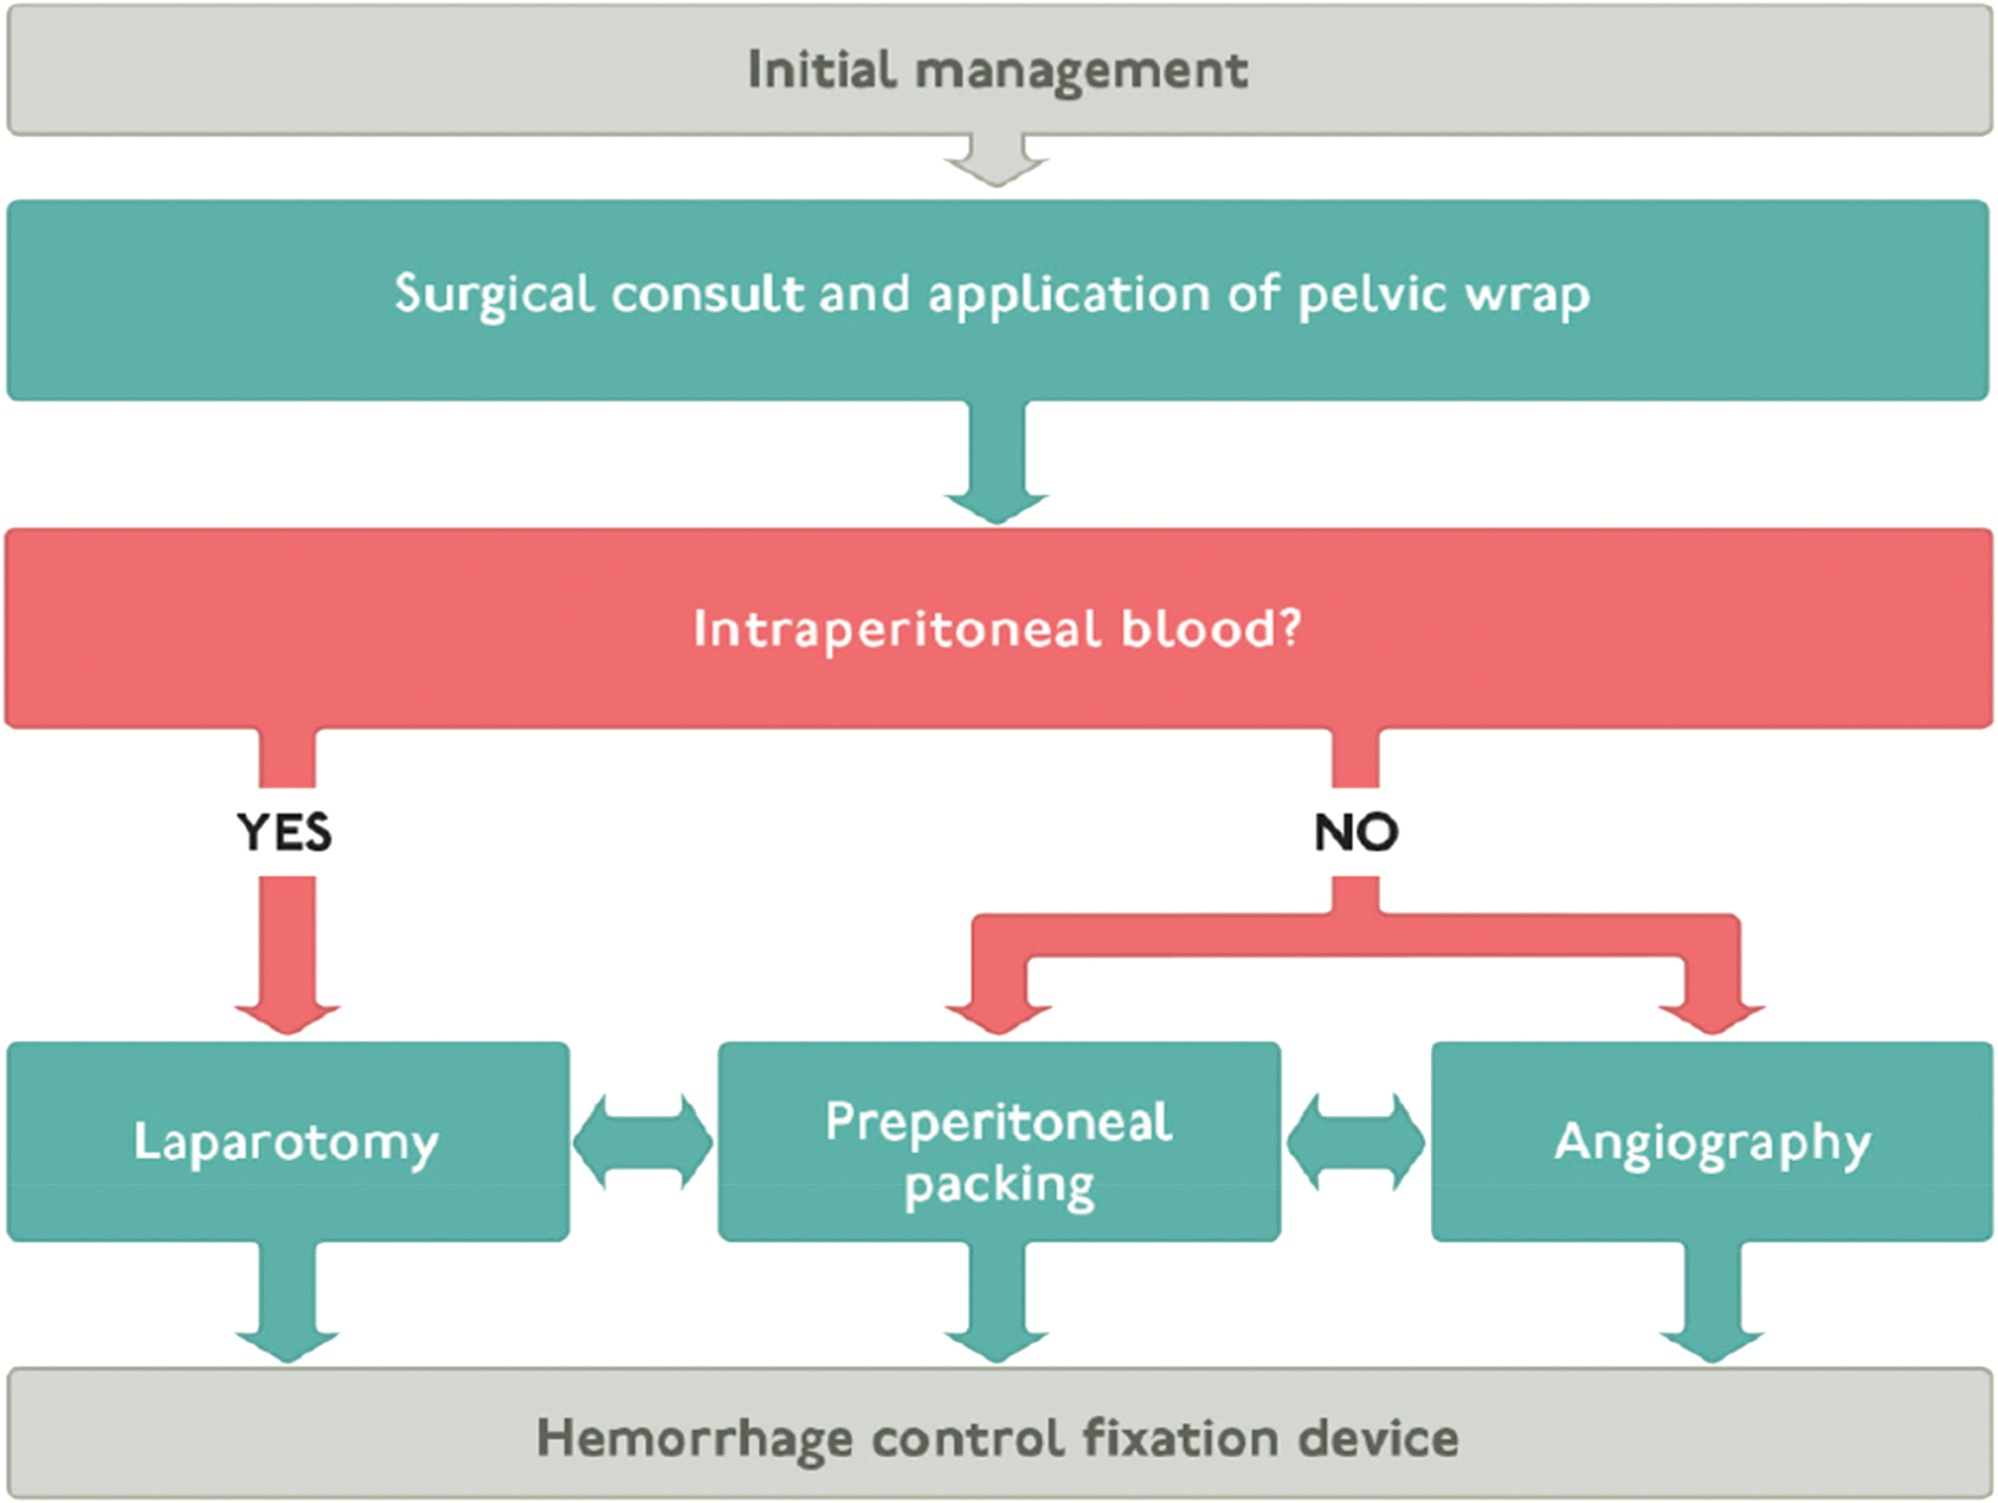 Initial management
Surgical consult and application of pelvic wrap
Intraperitoneal blood?
YES
NO
Laparotomy
Preperitoneal
packing
Angiography
Hemorrhage control fixation device